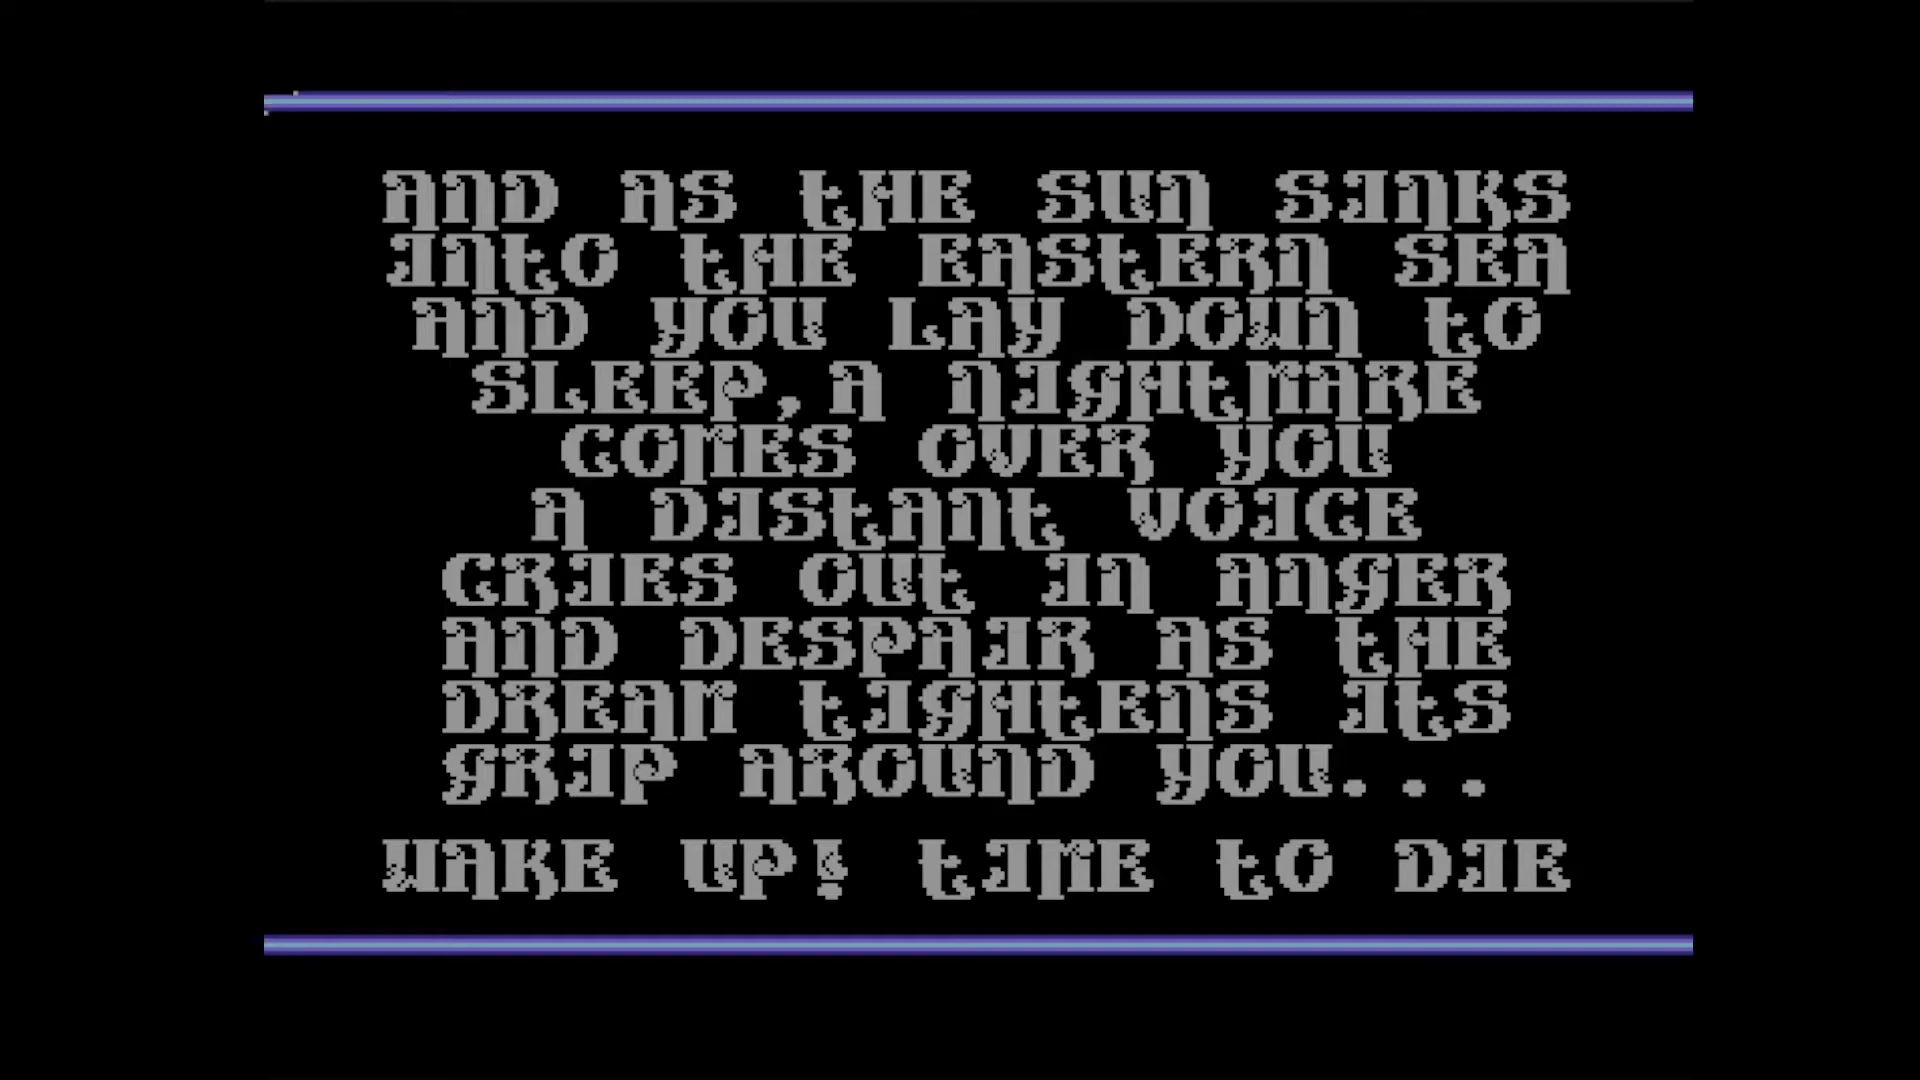 AND AS tHE SUN SINKS
INtO tHE EAStERN SEA
AND YOU LAY DOWN tO
SLEEP,A NIGHtMARE
COMES OVER YOU
A DIStANt VOICE
CRIES OUt IN ANGER
AND DESPAIR AS tHE
DREAM tIGHtENS ItS
GRIP AROUND YOU...
WAKE UP! tIME tO DIE